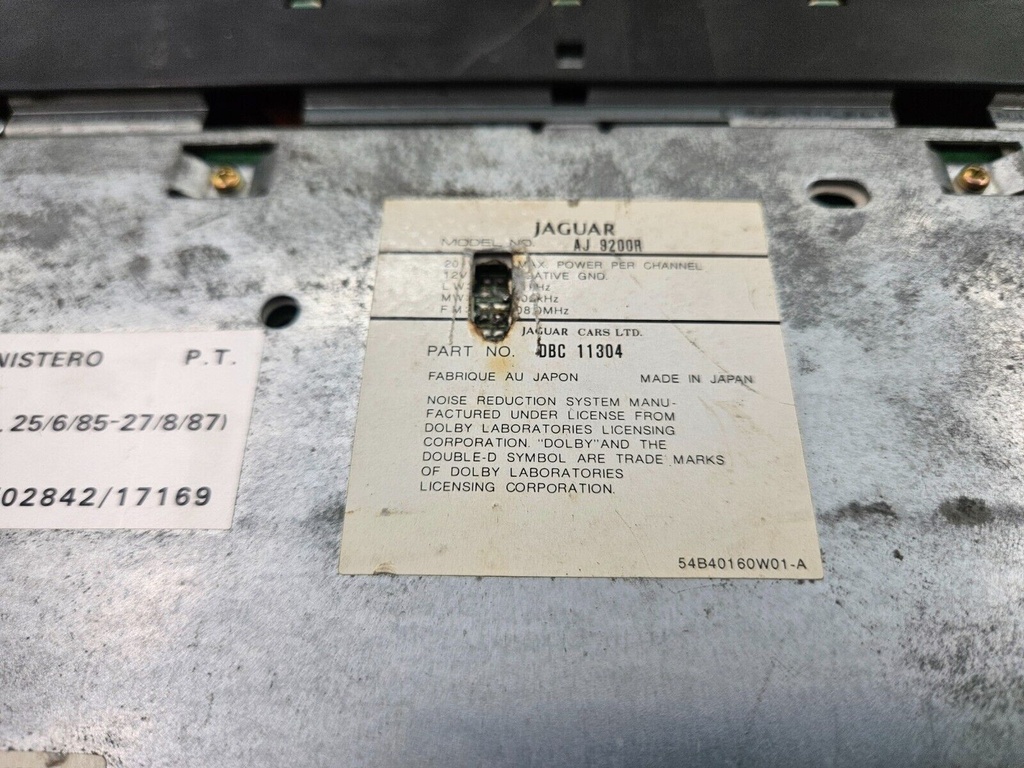 JAGUAR
MODEL NO. AJ 9200R
20 MAX. POWER PER CHANNEL
12V GND.
L.W.
M.W. kHz
F.M. MHz
JAGUAR CARS LTD.
PART NO. DBC 11304
FABRIQUE AU JAPON MADE IN JAPAN
NOISE REDUCTION SYSTEM MANU-
FACTURED UNDER LICENSE FROM
DOLBY LABORATORIES LICENSING
CORPORATION. "DOLBY"AND THE
DOUBLE-D SYMBOL ARE TRADE MARKS
OF DOLBY LABORATORIES
LICENSING CORPORATION.
54B40160W01-A
NISTERO P.T.
25/6/85-27/8/87)
/02842/17169